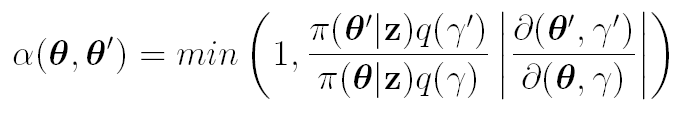 α(θ, θ′) = min ( 1, π(θ′|z)q(γ′) / π(θ|z)q(γ) | ∂(θ′, γ′) / ∂(θ, γ) | )